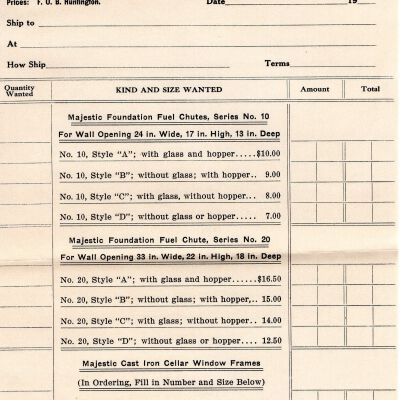 Prices: F. O. B. Huntington. Date 19
Ship to
At
How Ship Terms
Quantity Wanted KIND AND SIZE WANTED Amount Total
Majestic Foundation Fuel Chutes, Series No. 10
For Wall Opening 24 in. Wide, 17 in. High, 13 in. Deep
No. 10, Style "A"; with glass and hopper.....$10.00
No. 10, Style "B"; without glass; with hopper.. 9.00
No. 10, Style "C"; with glass, without hopper... 8.00
No. 10, Style "D"; without glass or hopper..... 7.00
Majestic Foundation Fuel Chute, Series No. 20
For Wall Opening 33 in. Wide, 22 in. High, 18 in. Deep
No. 20, Style "A"; with glass and hopper......$16.50
No. 20, Style "B"; without glass; with hopper,.. 15.00
No. 20, Style "C"; with glass; without hopper.. 14.00
No. 20, Style "D"; without glass or hopper.... 12.50
Majestic Cast Iron Cellar Window Frames
(In Ordering, Fill in Number and Size Below)